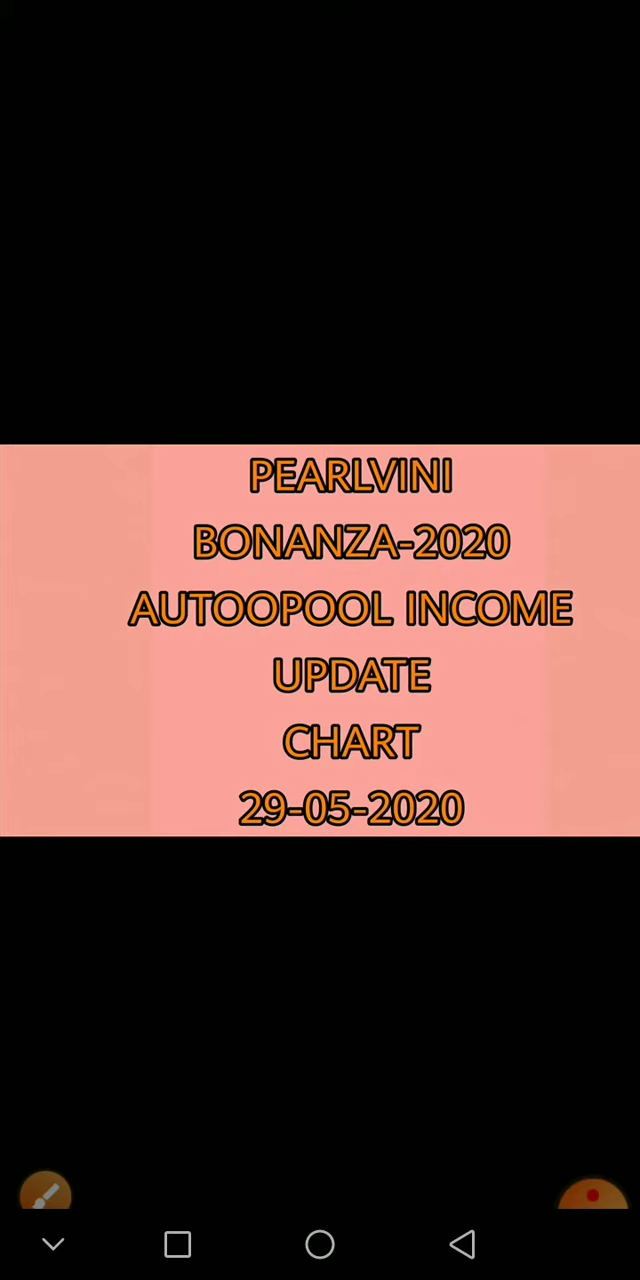 PEARLVINI
BONANZA-2020
AUTOOPOOL INCOME
UPDATE
CHART
29-05-2020